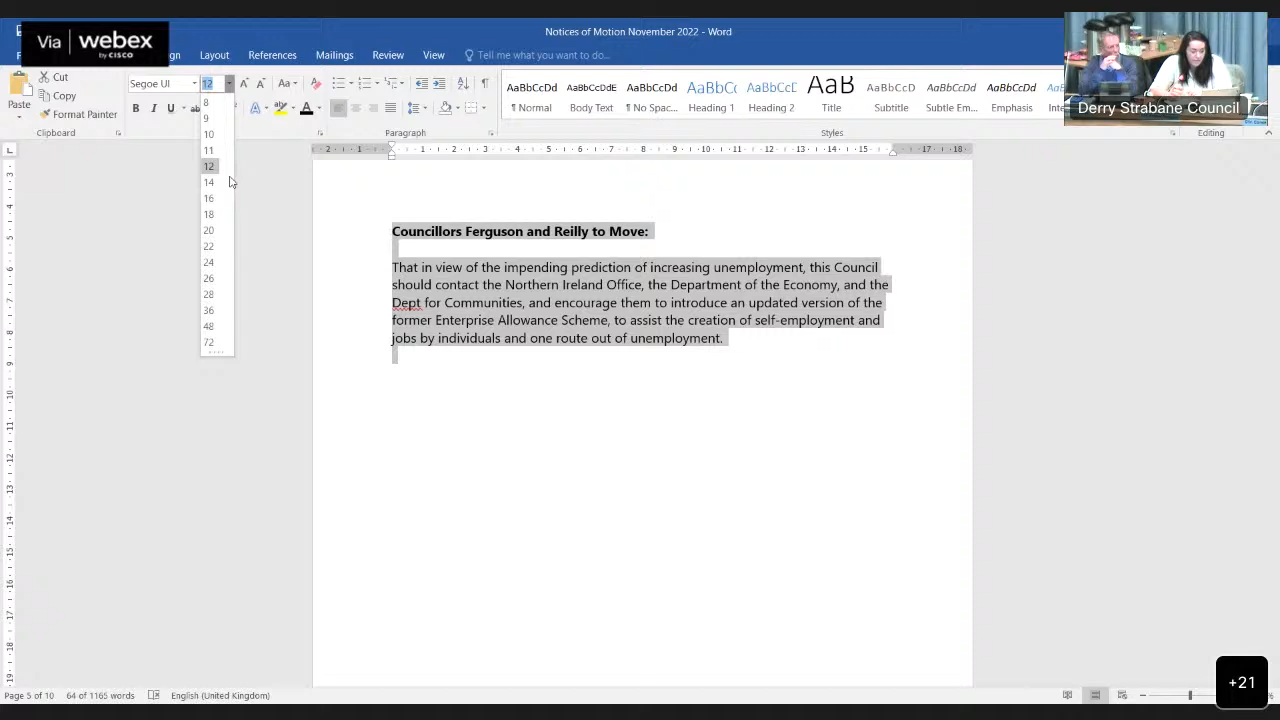 Via webex
by CISCO
Notices of Motion November 2022 - Word
Layout References Mailings Review View Tell me what you want to do...
Cut
Copy
Paste
Format Painter
Clipboard
Segoe UI 12
8
9
10
11
12
14
16
18
20
22
24
26
28
36
48
72
Paragraph
AaBbCcDd AaBbCcDdE AaBbCcDd AaBbCc AaBbCcC AaB AaBbCcD AaBbCcDd AaBbCcDd
¶ Normal Body Text ¶ No Spac... Heading 1 Heading 2 Title Subtitle Subtle Em... Emphasis
Styles
Editing
Derry Strabane Council
Councillors Ferguson and Reilly to Move:
That in view of the impending prediction of increasing unemployment, this Council
should contact the Northern Ireland Office, the Department of the Economy, and the
Dept for Communities, and encourage them to introduce an updated version of the
former Enterprise Allowance Scheme, to assist the creation of self-employment and
jobs by individuals and one route out of unemployment.
Page 5 of 10 64 of 1165 words English (United Kingdom)
+21